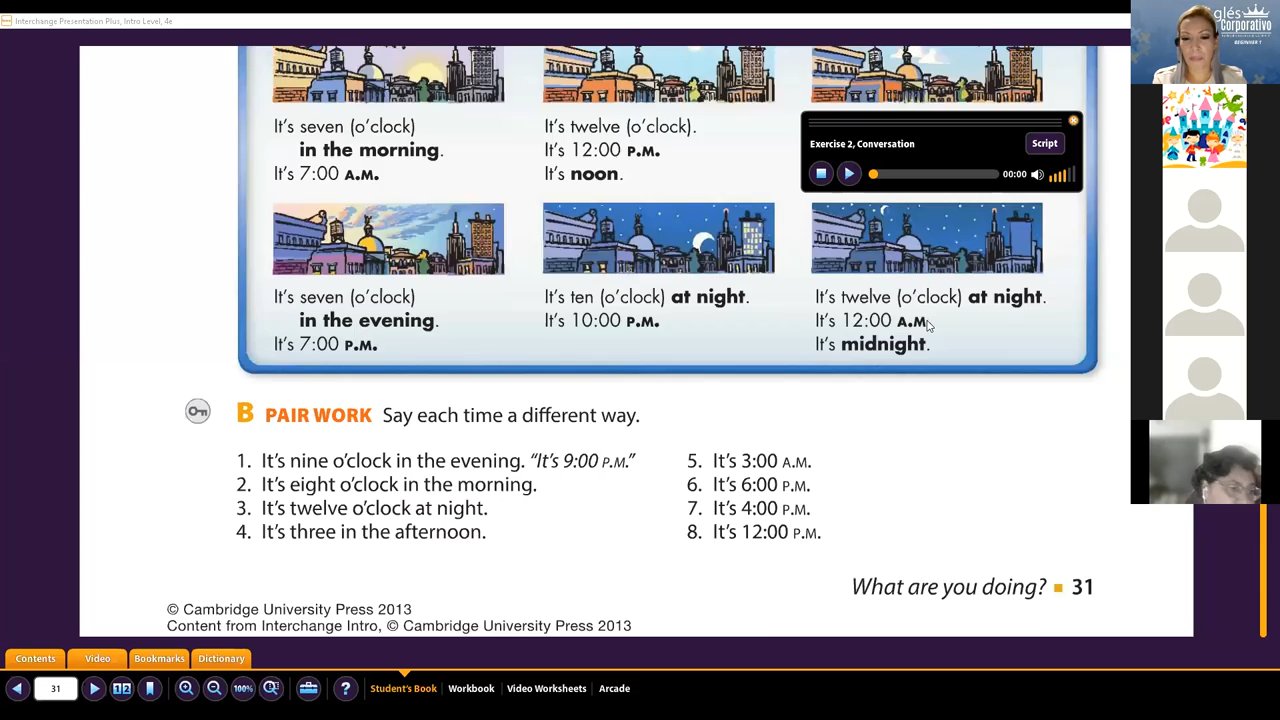 Interchange Presentation Plus, Intro Level, 4e
glés
Corporativo
BEGINNER 1
It's seven (o'clock)
in the morning.
It's 7:00 A.M.
It's twelve (o'clock).
It's 12:00 P.M.
It's noon.
Exercise 2, Conversation
Script
00:00
It's seven (o'clock)
in the evening.
It's 7:00 P.M.
It's ten (o'clock) at night.
It's 10:00 P.M.
It's twelve (o'clock) at night.
It's 12:00 A.M.
It's midnight.
B PAIR WORK Say each time a different way.
1. It's nine o'clock in the evening. "It's 9:00 P.M."
2. It's eight o'clock in the morning.
3. It's twelve o'clock at night.
4. It's three in the afternoon.
5. It's 3:00 A.M.
6. It's 6:00 P.M.
7. It's 4:00 P.M.
8. It's 12:00 P.M.
What are you doing? ■ 31
© Cambridge University Press 2013
Content from Interchange Intro, © Cambridge University Press 2013
Contents Video Bookmarks Dictionary
31 1 2 100% ? Student's Book Workbook Video Worksheets Arcade